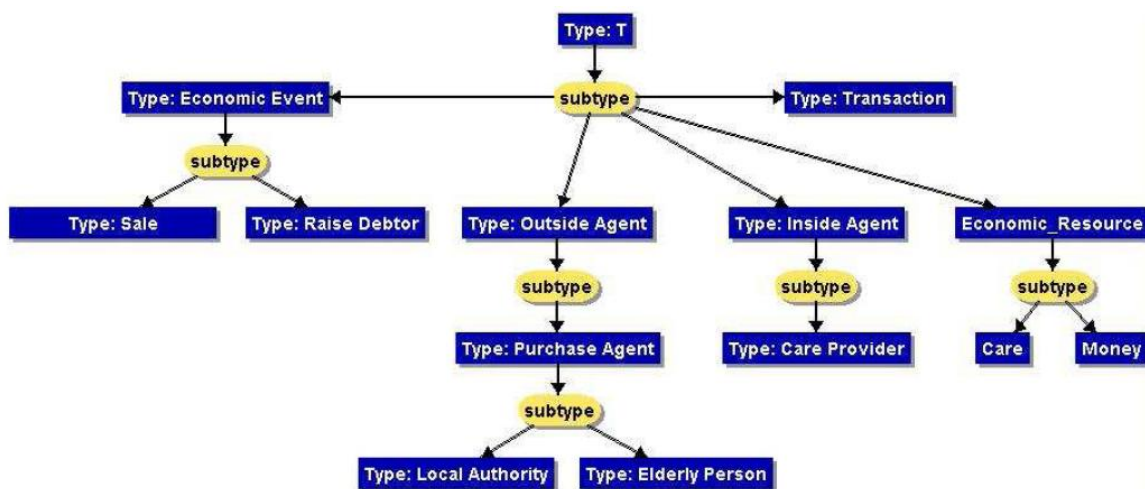 Type: T
Type: Economic Event
subtype
Type: Transaction
subtype
Type: Sale
Type: Raise Debtor
Type: Outside Agent
Type: Inside Agent
Economic_Resource
subtype
subtype
subtype
Type: Purchase Agent
Type: Care Provider
Care
Money
subtype
Type: Local Authority
Type: Elderly Person